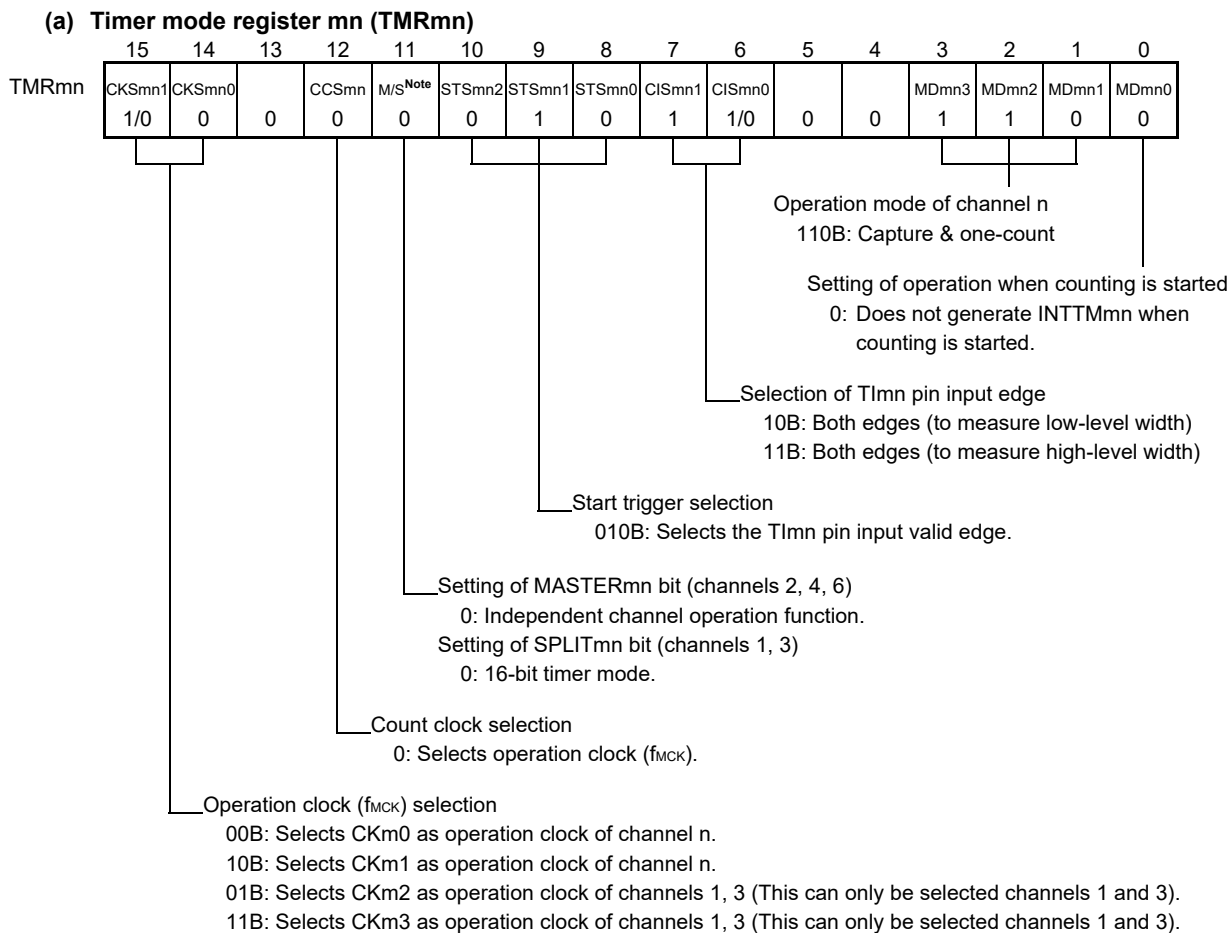 (a) Timer mode register mn (TMRmn)
15 14 13 12 11 10 9 8 7 6 5 4 3 2 1 0
TMRmn CKSmn1 CKSmn0 CCSmn M/S Note STSmn2 STSmn1 STSmn0 CISmn1 CISmn0 MDmn3 MDmn2 MDmn1 MDmn0
1/0 0 0 0 0 0 1 0 1 1/0 0 0 1 1 0 0
Operation mode of channel n
110B: Capture & one-count
Setting of operation when counting is started
0: Does not generate INTTMmn when
counting is started.
Selection of TImn pin input edge
10B: Both edges (to measure low-level width)
11B: Both edges (to measure high-level width)
Start trigger selection
010B: Selects the TImn pin input valid edge.
Setting of MASTERmn bit (channels 2, 4, 6)
0: Independent channel operation function.
Setting of SPLITmn bit (channels 1, 3)
0: 16-bit timer mode.
Count clock selection
0: Selects operation clock (fMCK).
Operation clock (fMCK) selection
00B: Selects CKm0 as operation clock of channel n.
10B: Selects CKm1 as operation clock of channel n.
01B: Selects CKm2 as operation clock of channels 1, 3 (This can only be selected channels 1 and 3).
11B: Selects CKm3 as operation clock of channels 1, 3 (This can only be selected channels 1 and 3).